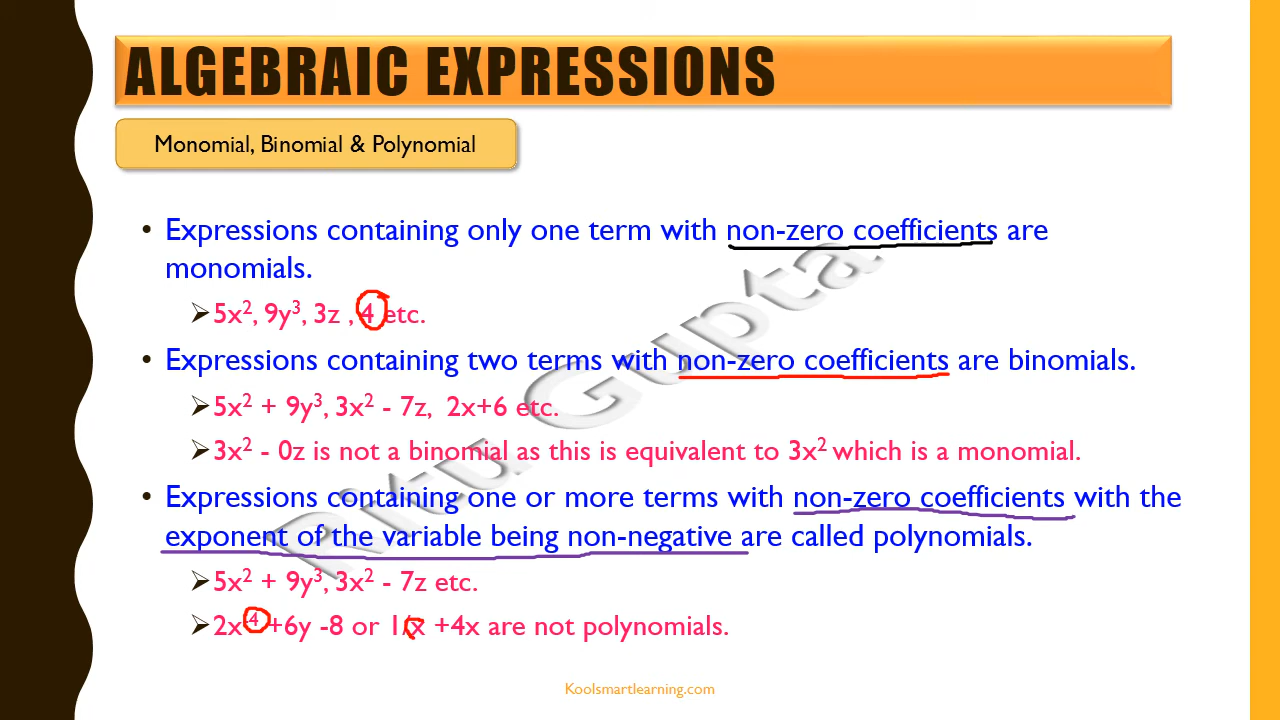 ALGEBRAIC EXPRESSIONS
Monomial, Binomial & Polynomial
• Expressions containing only one term with non-zero coefficients are
monomials.
➢5x², 9y³, 3z , 4 etc.
• Expressions containing two terms with non-zero coefficients are binomials.
➢5x² + 9y³, 3x² - 7z, 2x+6 etc.
➢3x² - 0z is not a binomial as this is equivalent to 3x² which is a monomial.
• Expressions containing one or more terms with non-zero coefficients with the
exponent of the variable being non-negative are called polynomials.
➢5x² + 9y³, 3x² - 7z etc.
➢2x⁻⁴ +6y -8 or 1/x +4x are not polynomials.
Ritu Gupta
Koolsmartlearning.com